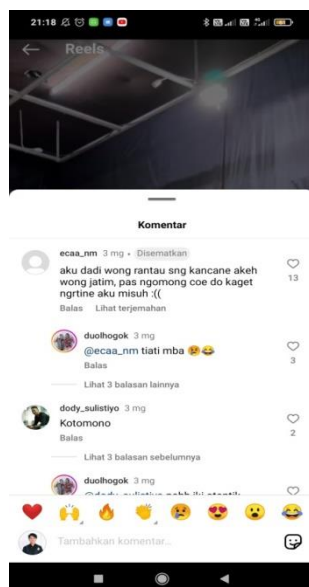 21:18
Reels
Komentar
ecaa_nm 3 mg • Disematkan
aku dadi wong rantau sng kancane akeh
wong jatim, pas ngomong coe do kaget
ngrtine aku misuh :((
13
Balas Lihat terjemahan
duolhogok 3 mg
@ecaa_nm tiati mba 😢😂
3
Balas
Lihat 3 balasan lainnya
dody_sulistiyo 3 mg
Kotomono
2
Balas
Lihat 3 balasan sebelumnya
duolhogok 3 mg
Tambahkan komentar...